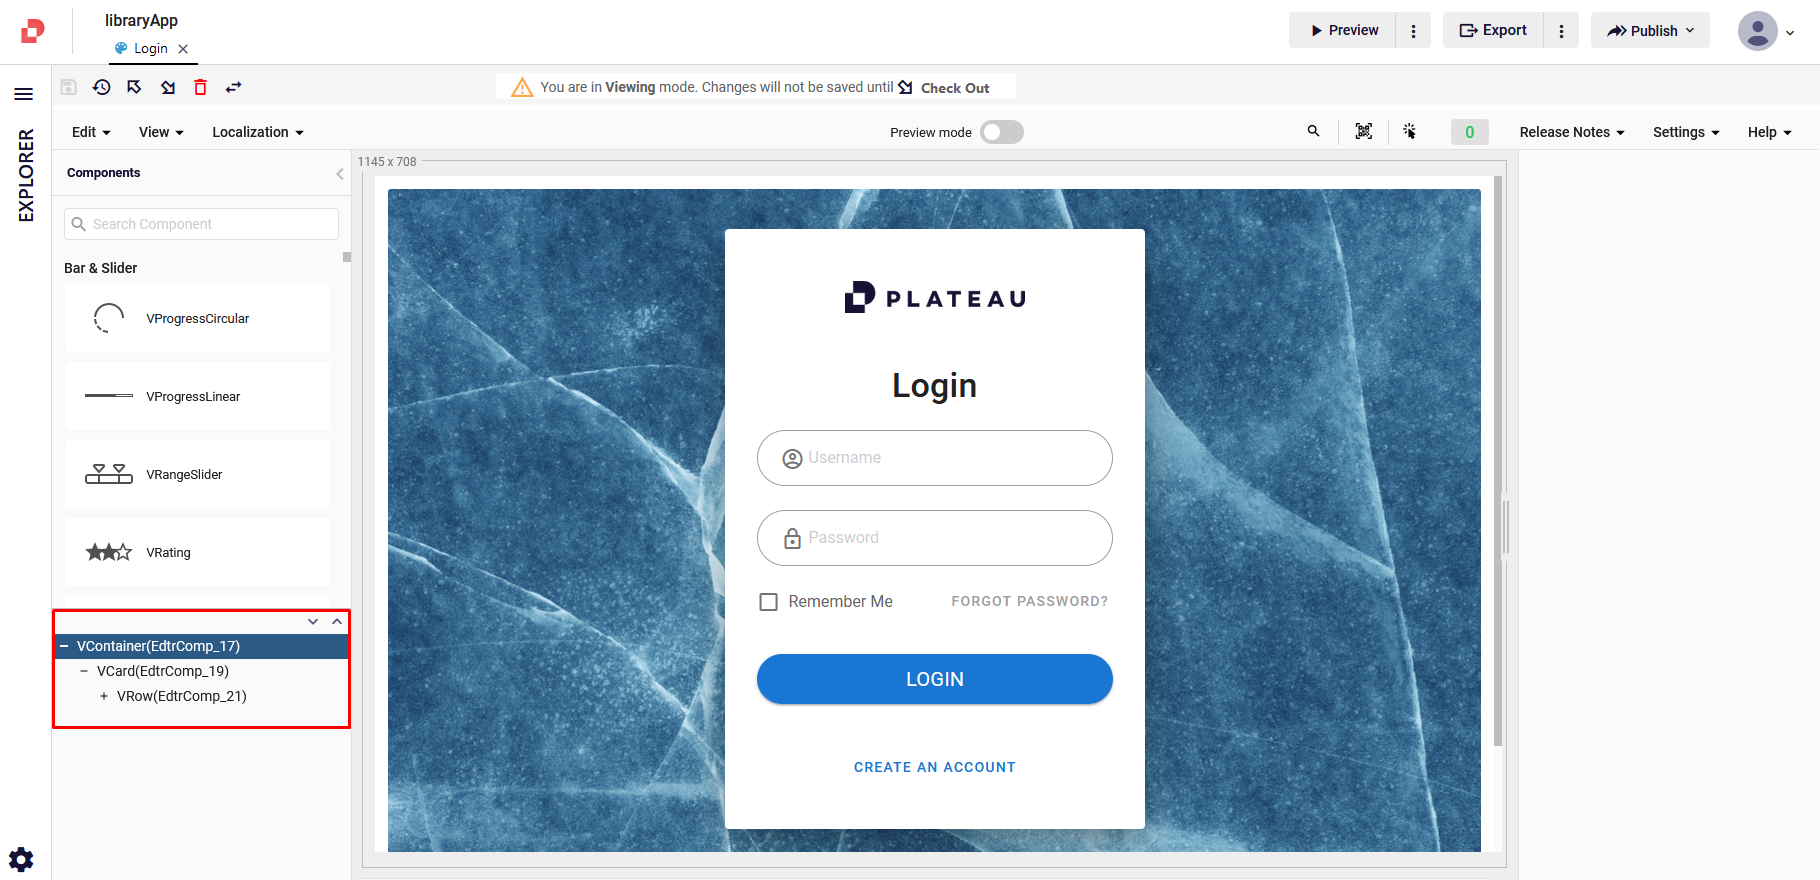 libraryApp
Login
Preview
Export
Publish
EXPLORER
You are in Viewing mode. Changes will not be saved until Check Out
Edit
View
Localization
Preview mode
0
Release Notes
Settings
Help
Components
Search Component
Bar & Slider
VProgressCircular
VProgressLinear
VRangeSlider
VRating
VContainer(EdtrComp_17)
VCard(EdtrComp_19)
VRow(EdtrComp_21)
1145 x 708
PLATEAU
Login
Username
Password
Remember Me
FORGOT PASSWORD?
LOGIN
CREATE AN ACCOUNT